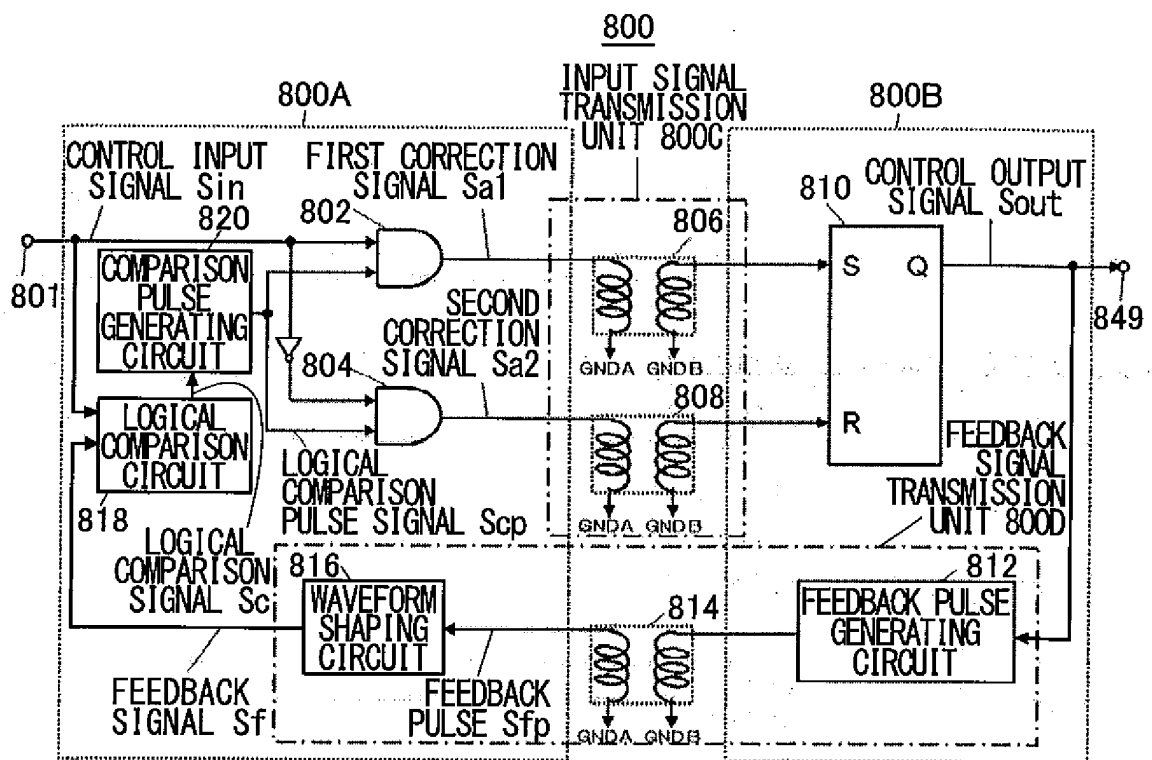 800
800A
INPUT SIGNAL
TRANSMISSION
UNIT 800C
800B
CONTROL INPUT
SIGNAL Sin
FIRST CORRECTION
SIGNAL Sa1
CONTROL OUTPUT
SIGNAL Sout
820
802
806
810
801
COMPARISON
PULSE
GENERATING
CIRCUIT
S
Q
849
GNDA
GNDB
SECOND
CORRECTION
SIGNAL Sa2
804
808
LOGICAL
COMPARISON
CIRCUIT
818
R
FEEDBACK
SIGNAL
TRANSMISSION
UNIT 800D
LOGICAL
COMPARISON
PULSE SIGNAL Scp
GNDA
GNDB
LOGICAL
COMPARISON
SIGNAL Sc
816
WAVEFORM
SHAPING
CIRCUIT
814
812
FEEDBACK PULSE
GENERATING
CIRCUIT
FEEDBACK
SIGNAL Sf
FEEDBACK
PULSE Sfp
GNDA
GNDB